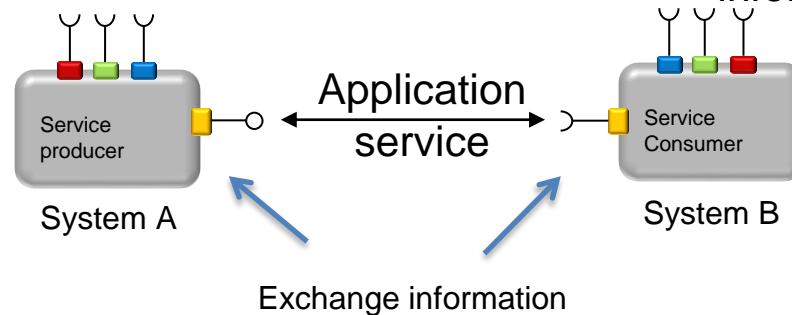 Application
service
Service
producer
Service
Consumer
System A
System B
Exchange information